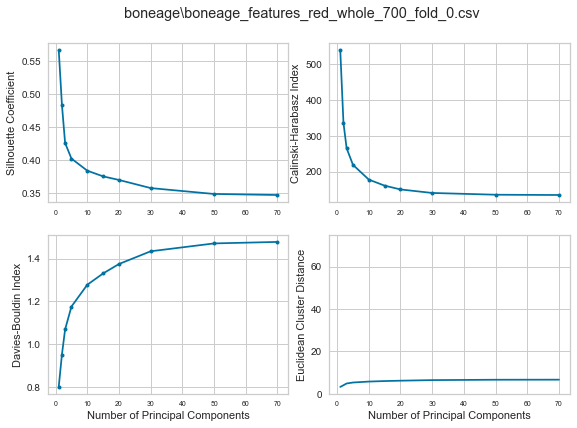 boneage\boneage_features_red_whole_700_fold_0.csv
Silhouette Coefficient
0.55
0.50
0.45
0.40
0.35
0 10 20 30 40 50 60 70
Calinski-Harabasz Index
500
400
300
200
0 10 20 30 40 50 60 70
Davies-Bouldin Index
1.4
1.2
1.0
0.8
0 10 20 30 40 50 60 70
Number of Principal Components
Euclidean Cluster Distance
60
40
20
0
0 10 20 30 40 50 60 70
Number of Principal Components